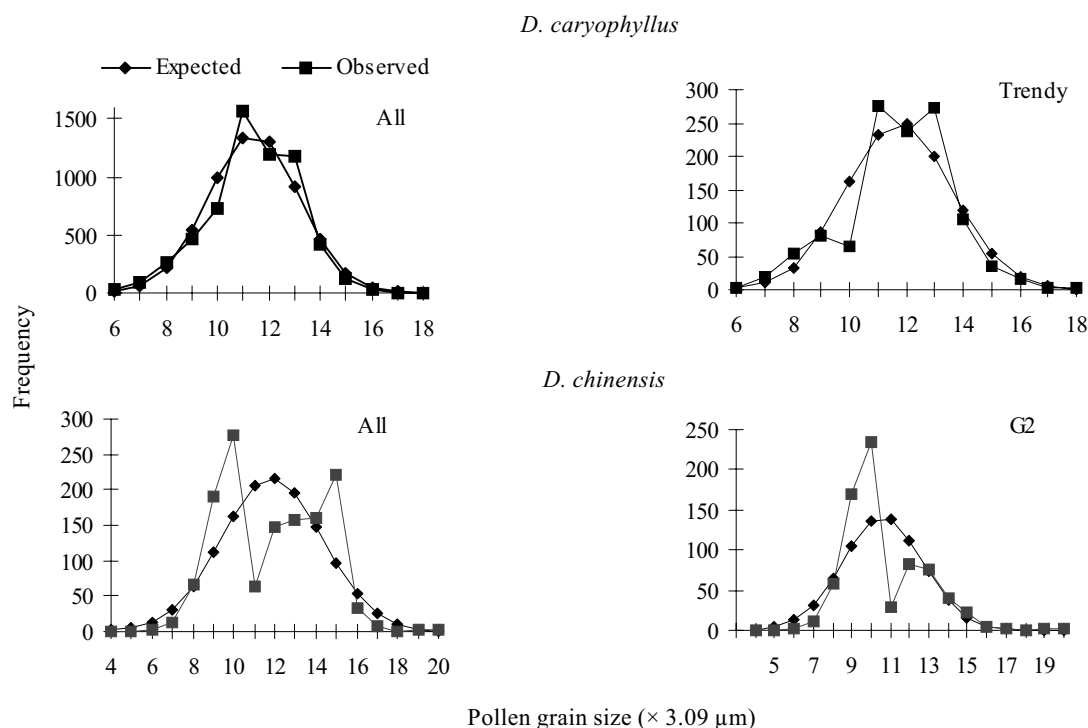 D. caryophyllus
Expected Observed
All
1500
1000
500
0
6 8 10 12 14 16 18
Trendy
300
250
200
150
100
50
0
6 8 10 12 14 16 18
Frequency
D. chinensis
All
300
250
200
150
100
50
0
4 6 8 10 12 14 16 18 20
G2
250
200
150
100
50
0
5 7 9 11 13 15 17 19
Pollen grain size (× 3.09 µm)